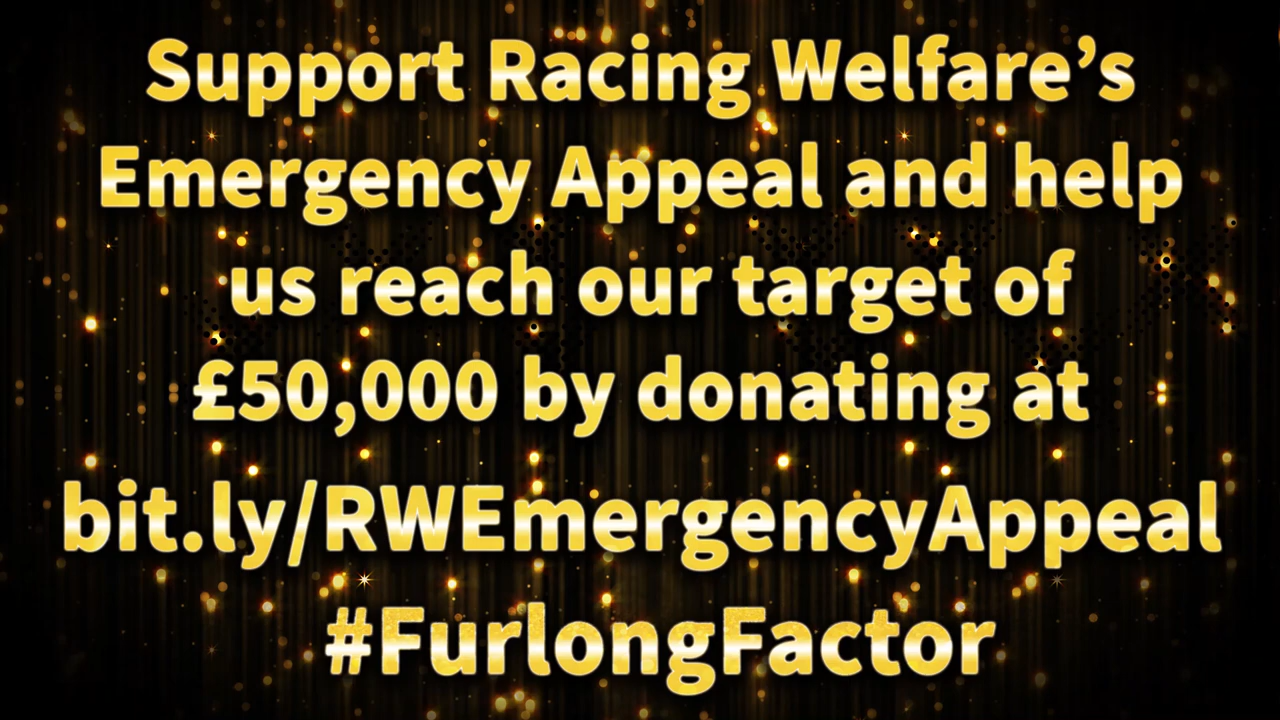 Support Racing Welfare’s
Emergency Appeal and help
us reach our target of
£50,000 by donating at
bit.ly/RWEmergencyAppeal
#FurlongFactor